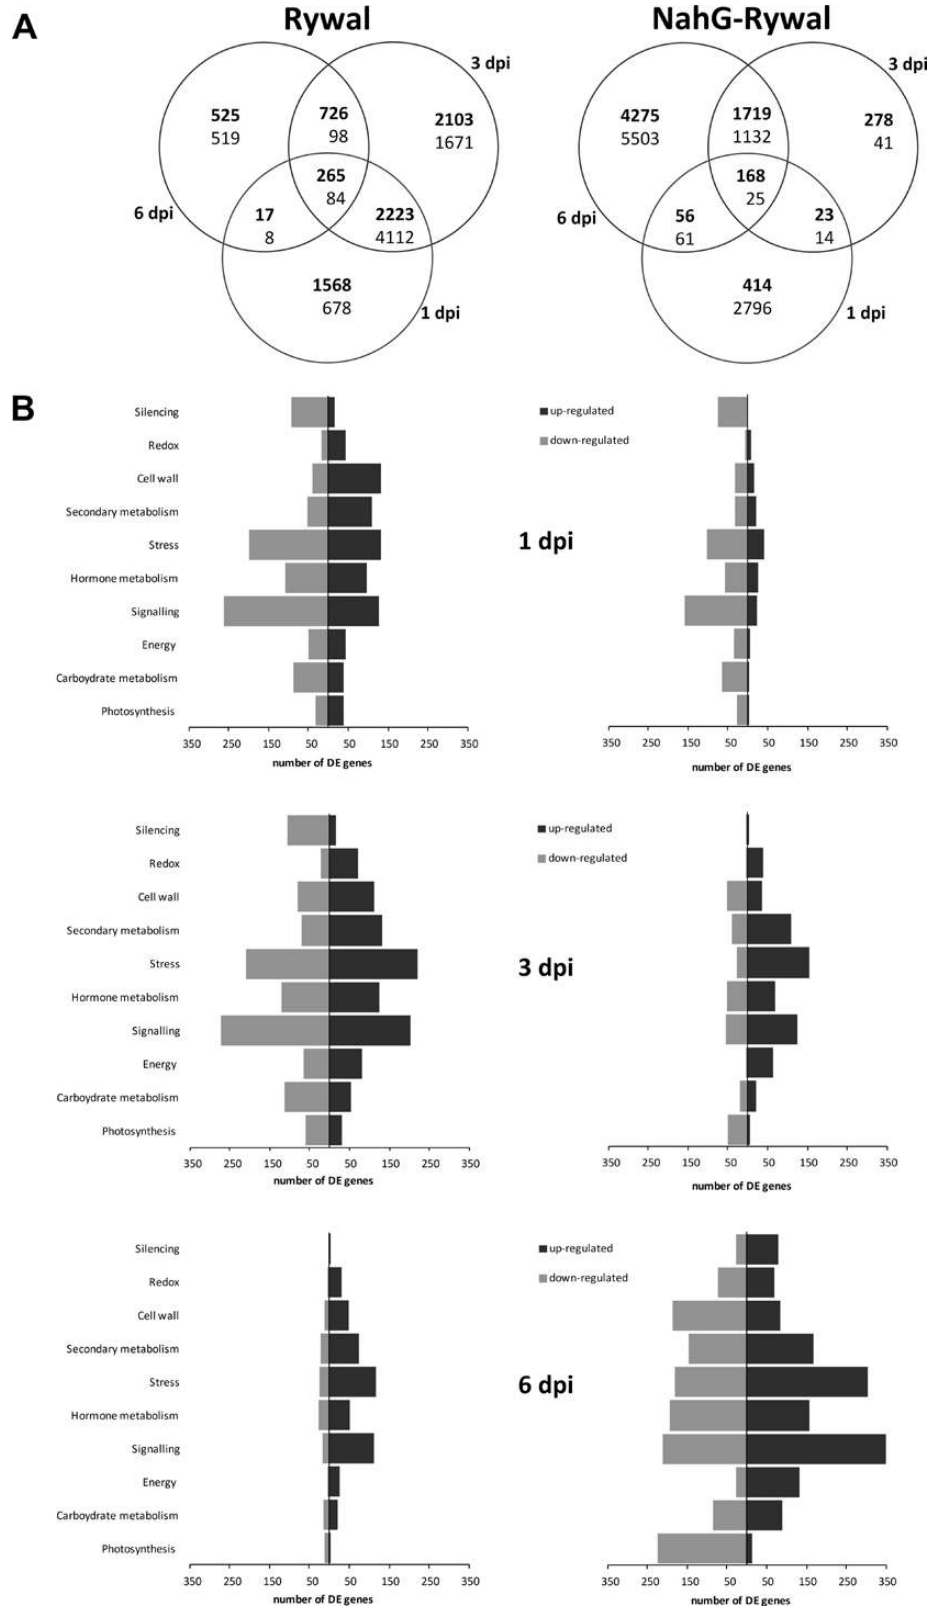 A
Rywal
NahG-Rywal
3 dpi
3 dpi
525
519
726
98
2103
1671
4275
5503
1719
1132
278
41
265
84
168
25
6 dpi
17
8
2223
4112
6 dpi
56
61
23
14
1568
678
1 dpi
414
2796
1 dpi
B
Silencing
Redox
Cell wall
Secondary metabolism
Stress
Hormone metabolism
Signalling
Energy
Carboydrate metabolism
Photosynthesis
up-regulated
down-regulated
1 dpi
350 250 150 50 50 150 250 350
number of DE genes
350 250 150 50 50 150 250 350
number of DE genes
Silencing
Redox
Cell wall
Secondary metabolism
Stress
Hormone metabolism
Signalling
Energy
Carboydrate metabolism
Photosynthesis
up-regulated
down-regulated
3 dpi
350 250 150 50 50 150 250 350
number of DE genes
350 250 150 50 50 150 250 350
number of DE genes
Silencing
Redox
Cell wall
Secondary metabolism
Stress
Hormone metabolism
Signalling
Energy
Carboydrate metabolism
Photosynthesis
up-regulated
down-regulated
6 dpi
350 250 150 50 50 150 250 350
number of DE genes
350 250 150 50 50 150 250 350
number of DE genes